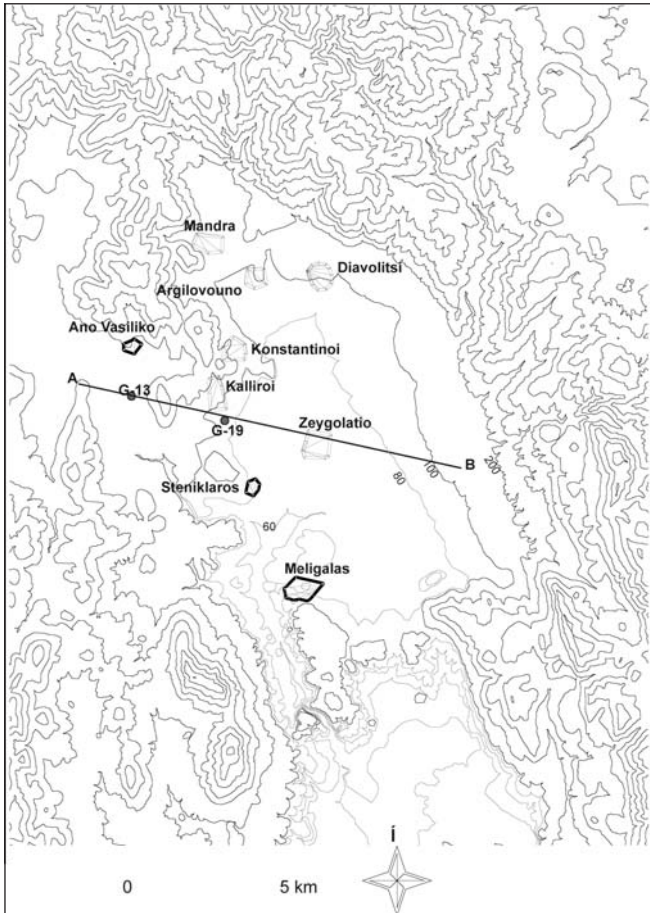 Mandra
Diavolitsi
Argilovouno
Ano Vasiliko
Konstantinoi
A
G-13
Kalliroi
Zeygolatio
G-19
B
80
100
200
Steniklaros
60
Meligalas
Í
0
5 km